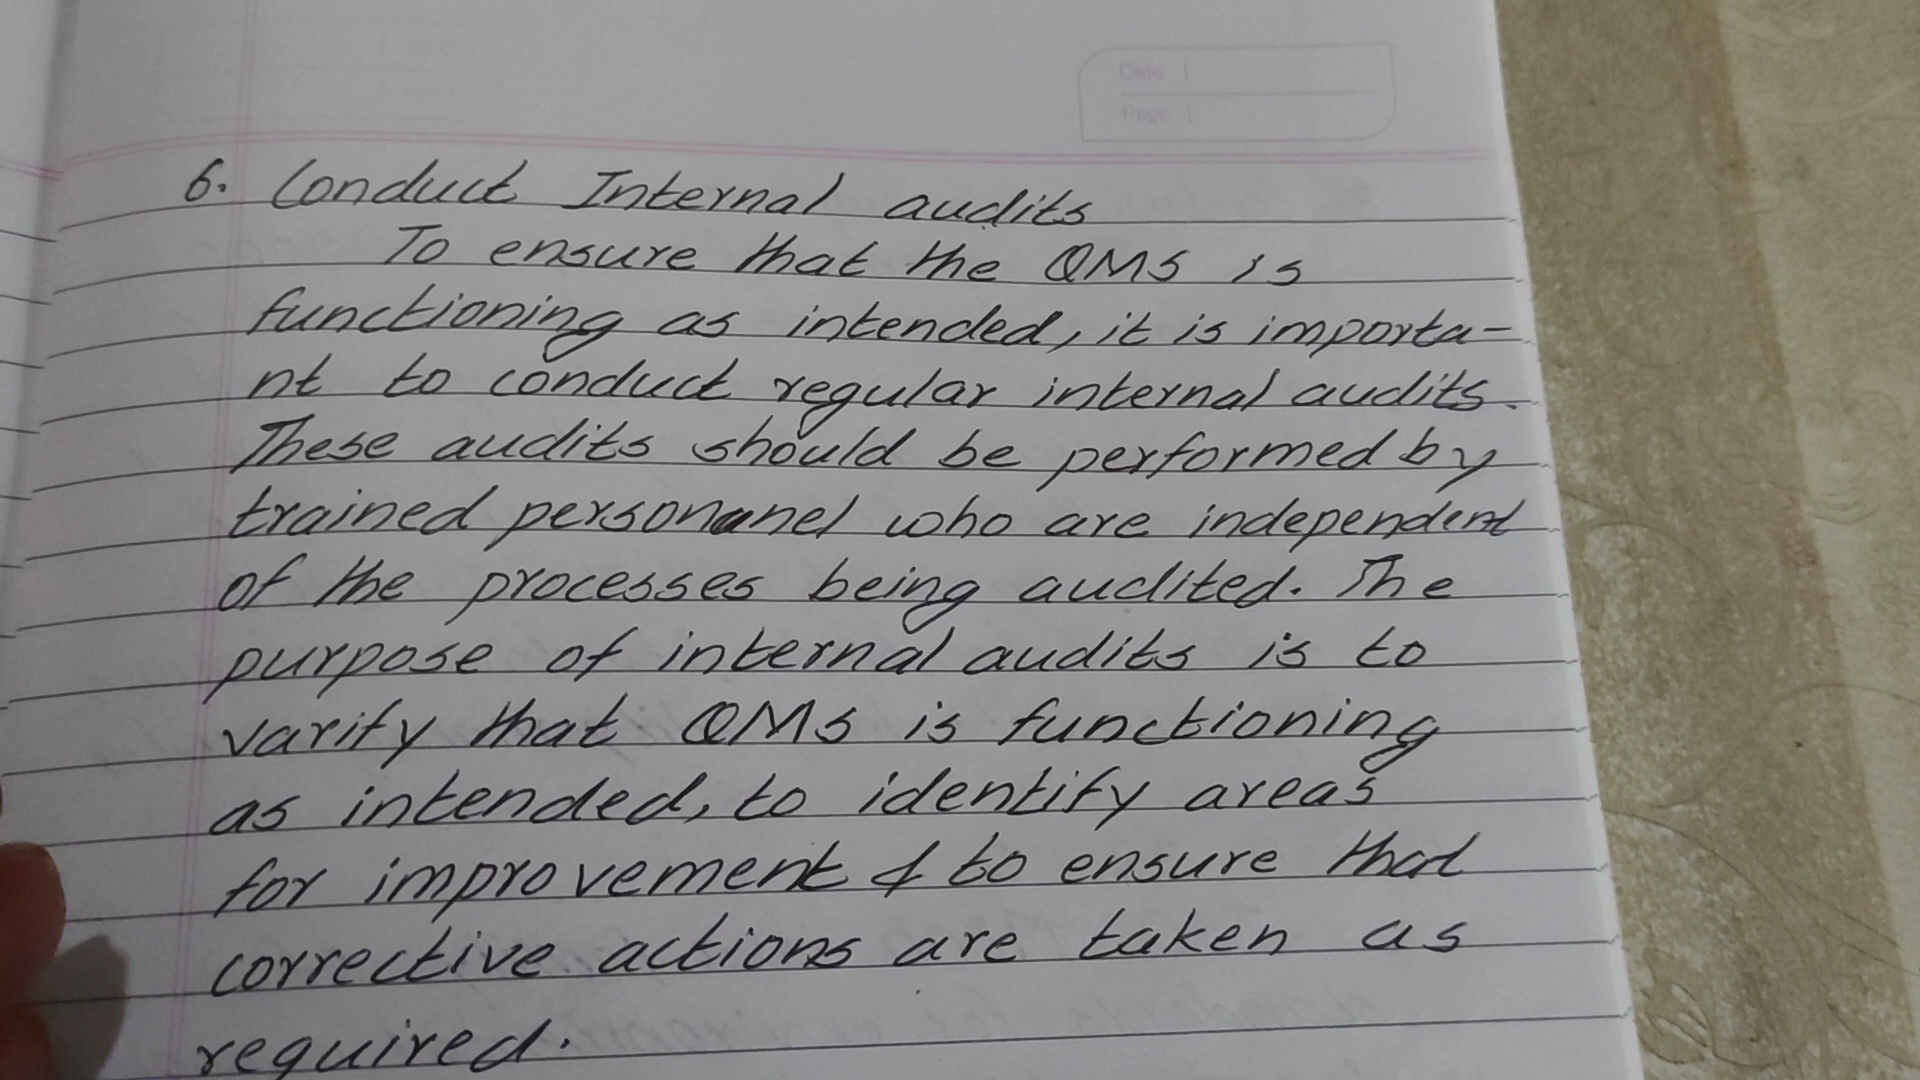 Date
Page
6. Conduct Internal audits
To ensure that the QMS is
functioning as intended, it is importa-
nt to conduct regular internal audits.
These audits should be performed by
trained personanel who are independent
of the processes being audited. The
purpose of internal audits is to
varify that QMS is functioning
as intended, to identify areas
for improvement & to ensure that
corrective actions are taken as
required.